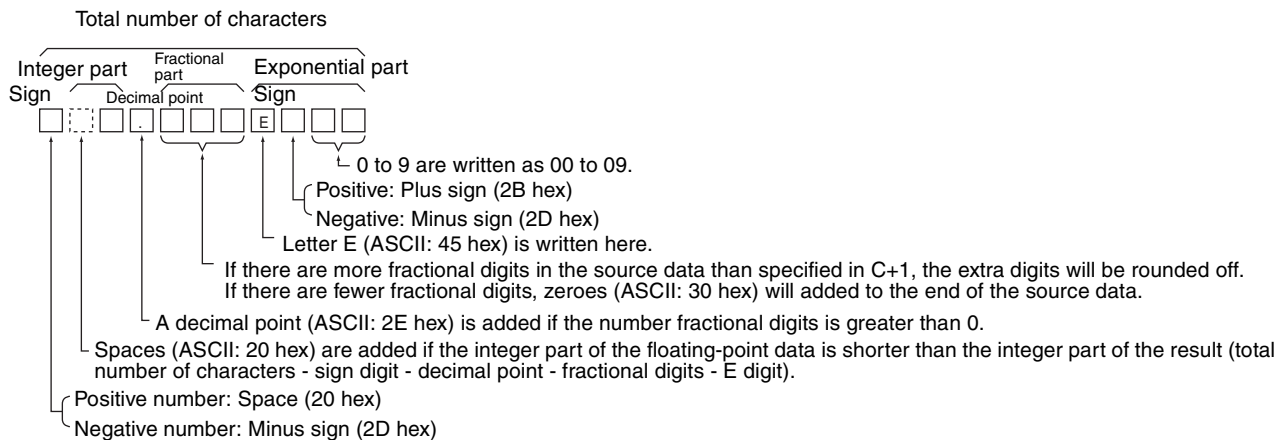 Total number of characters
Integer part
Fractional
part
Exponential part
Sign
Decimal point
Sign
.
E
0 to 9 are written as 00 to 09.
Positive: Plus sign (2B hex)
Negative: Minus sign (2D hex)
Letter E (ASCII: 45 hex) is written here.
If there are more fractional digits in the source data than specified in C+1, the extra digits will be rounded off.
If there are fewer fractional digits, zeroes (ASCII: 30 hex) will added to the end of the source data.
A decimal point (ASCII: 2E hex) is added if the number fractional digits is greater than 0.
Spaces (ASCII: 20 hex) are added if the integer part of the floating-point data is shorter than the integer part of the result (total
number of characters - sign digit - decimal point - fractional digits - E digit).
Positive number: Space (20 hex)
Negative number: Minus sign (2D hex)